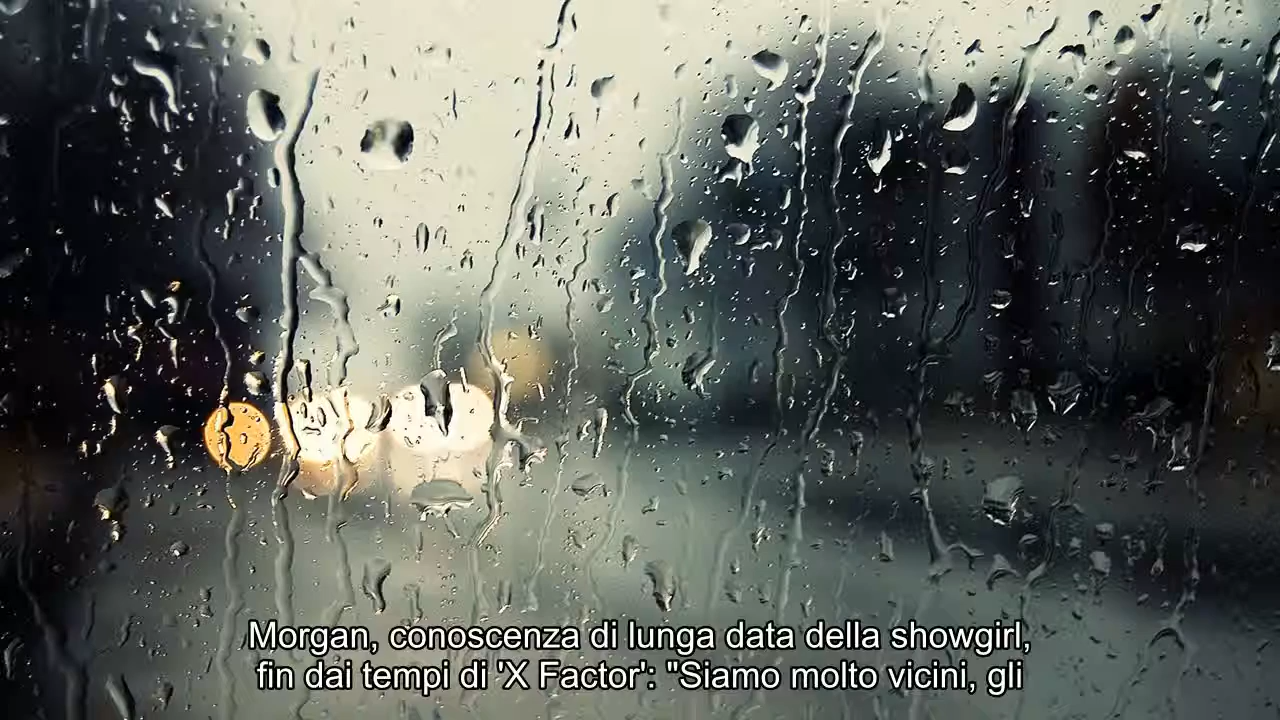 Morgan, conoscenza di lunga data della showgirl,
fin dai tempi di 'X Factor': "Siamo molto vicini, gli